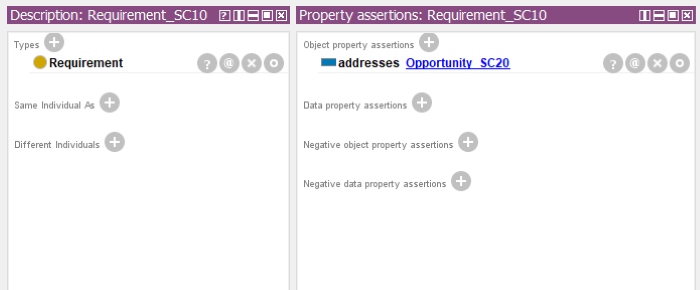 Description: Requirement_SC10
Types
Requirement
Same Individual As
Different Individuals
Property assertions: Requirement_SC10
Object property assertions
addresses Opportunity_SC20
Data property assertions
Negative object property assertions
Negative data property assertions